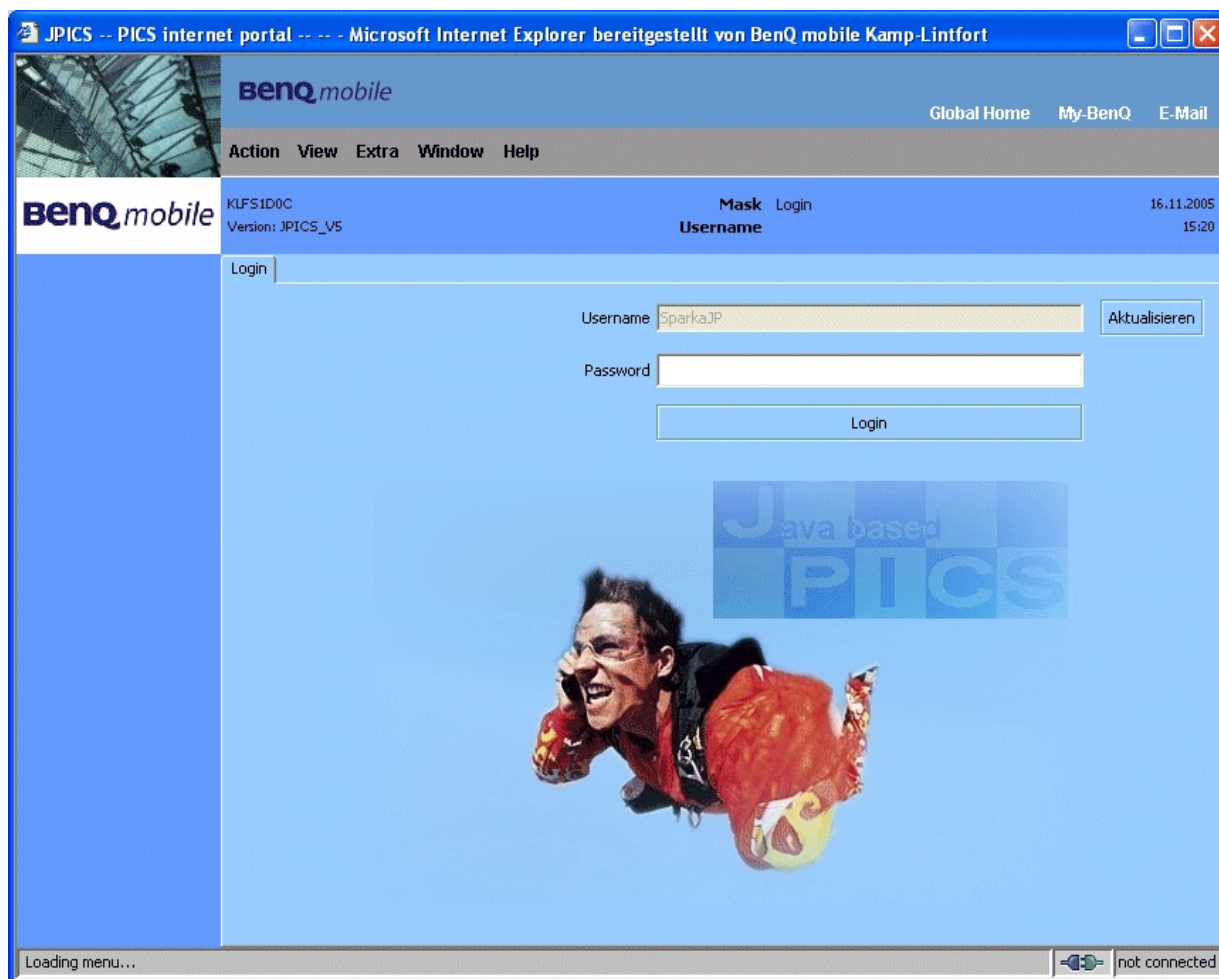 JPICS -- PICS internet portal -- -- - Microsoft Internet Explorer bereitgestellt von BenQ mobile Kamp-Lintfort
BenQ mobile
Global Home My-BenQ E-Mail
Action View Extra Window Help
BenQ mobile
KLFS1D0C Mask Login 16.11.2005
Version: JPICS_V5 Username 15:20
Login
Username SparkaJP Aktualisieren
Password
Login
Java based
PICS
Loading menu... not connected